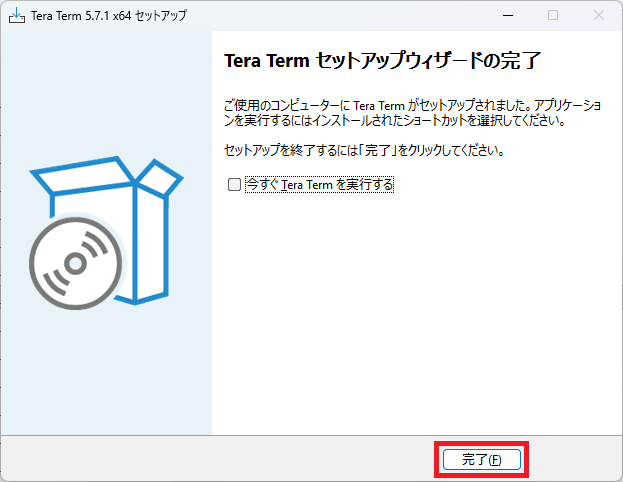 Tera Term 5.7.1 x64 セットアップ
Tera Term セットアップウィザードの完了
ご使用のコンピューターに Tera Term がセットアップされました。アプリケーショ
ンを実行するにはインストールされたショートカットを選択してください。
セットアップを終了するには「完了」をクリックしてください。
今すぐ Tera Term を実行する
完了(F)